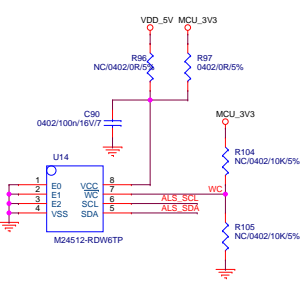 VDD_5V MCU_3V3
R96
NC/0402/0R/5%
R97
0402/0R/5%
C90
0402/100n/16V/7
MCU_3V3
R104
NC/0402/10K/5%
U14
1 E0 VCC 8
2 E1 WC 7 WC
3 E2 SCL 6 ALS_SCL
4 VSS SDA 5 ALS_SDA
M24512-RDW6TP
R105
NC/0402/10K/5%